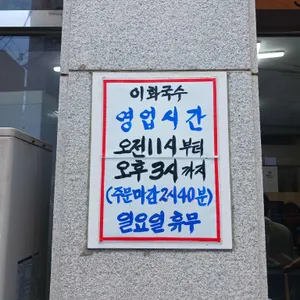 이화국수
영업시간
오전11시부터
오후3시까지
(주문마감2시40분)
일요일 휴무